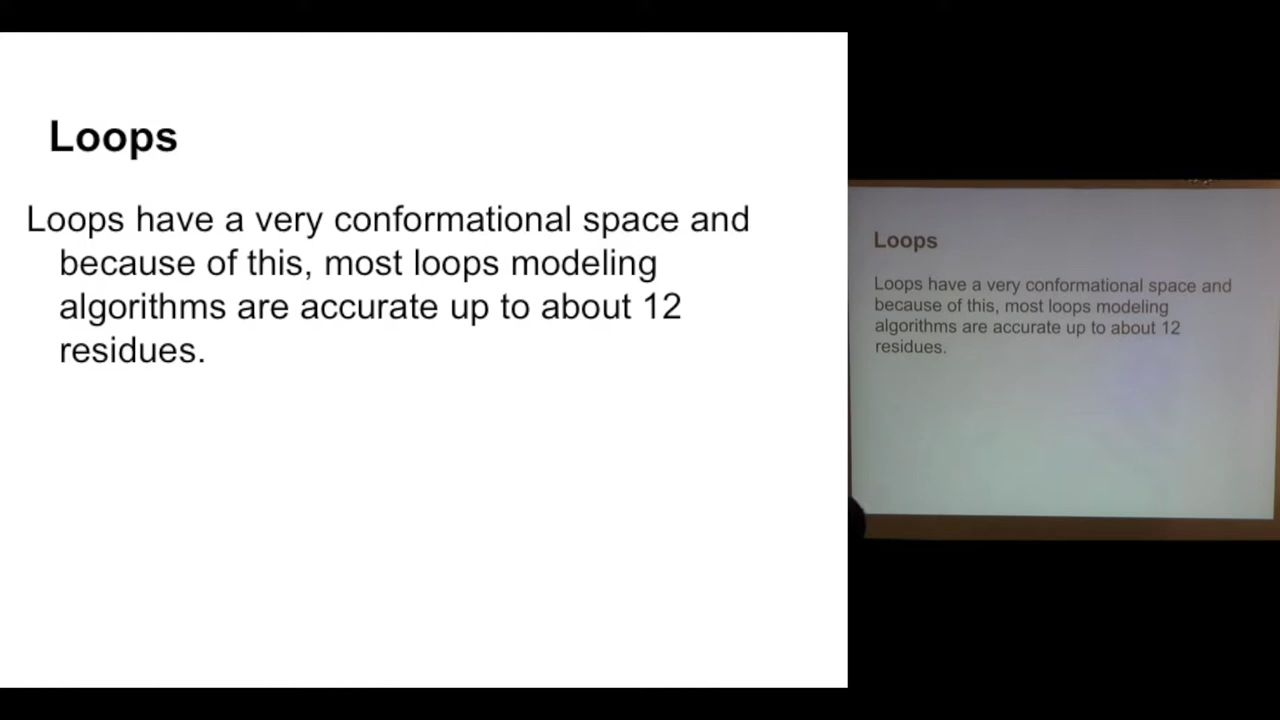 Loops
Loops have a very conformational space and
because of this, most loops modeling
algorithms are accurate up to about 12
residues.
Loops
Loops have a very conformational space and
because of this, most loops modeling
algorithms are accurate up to about 12
residues.